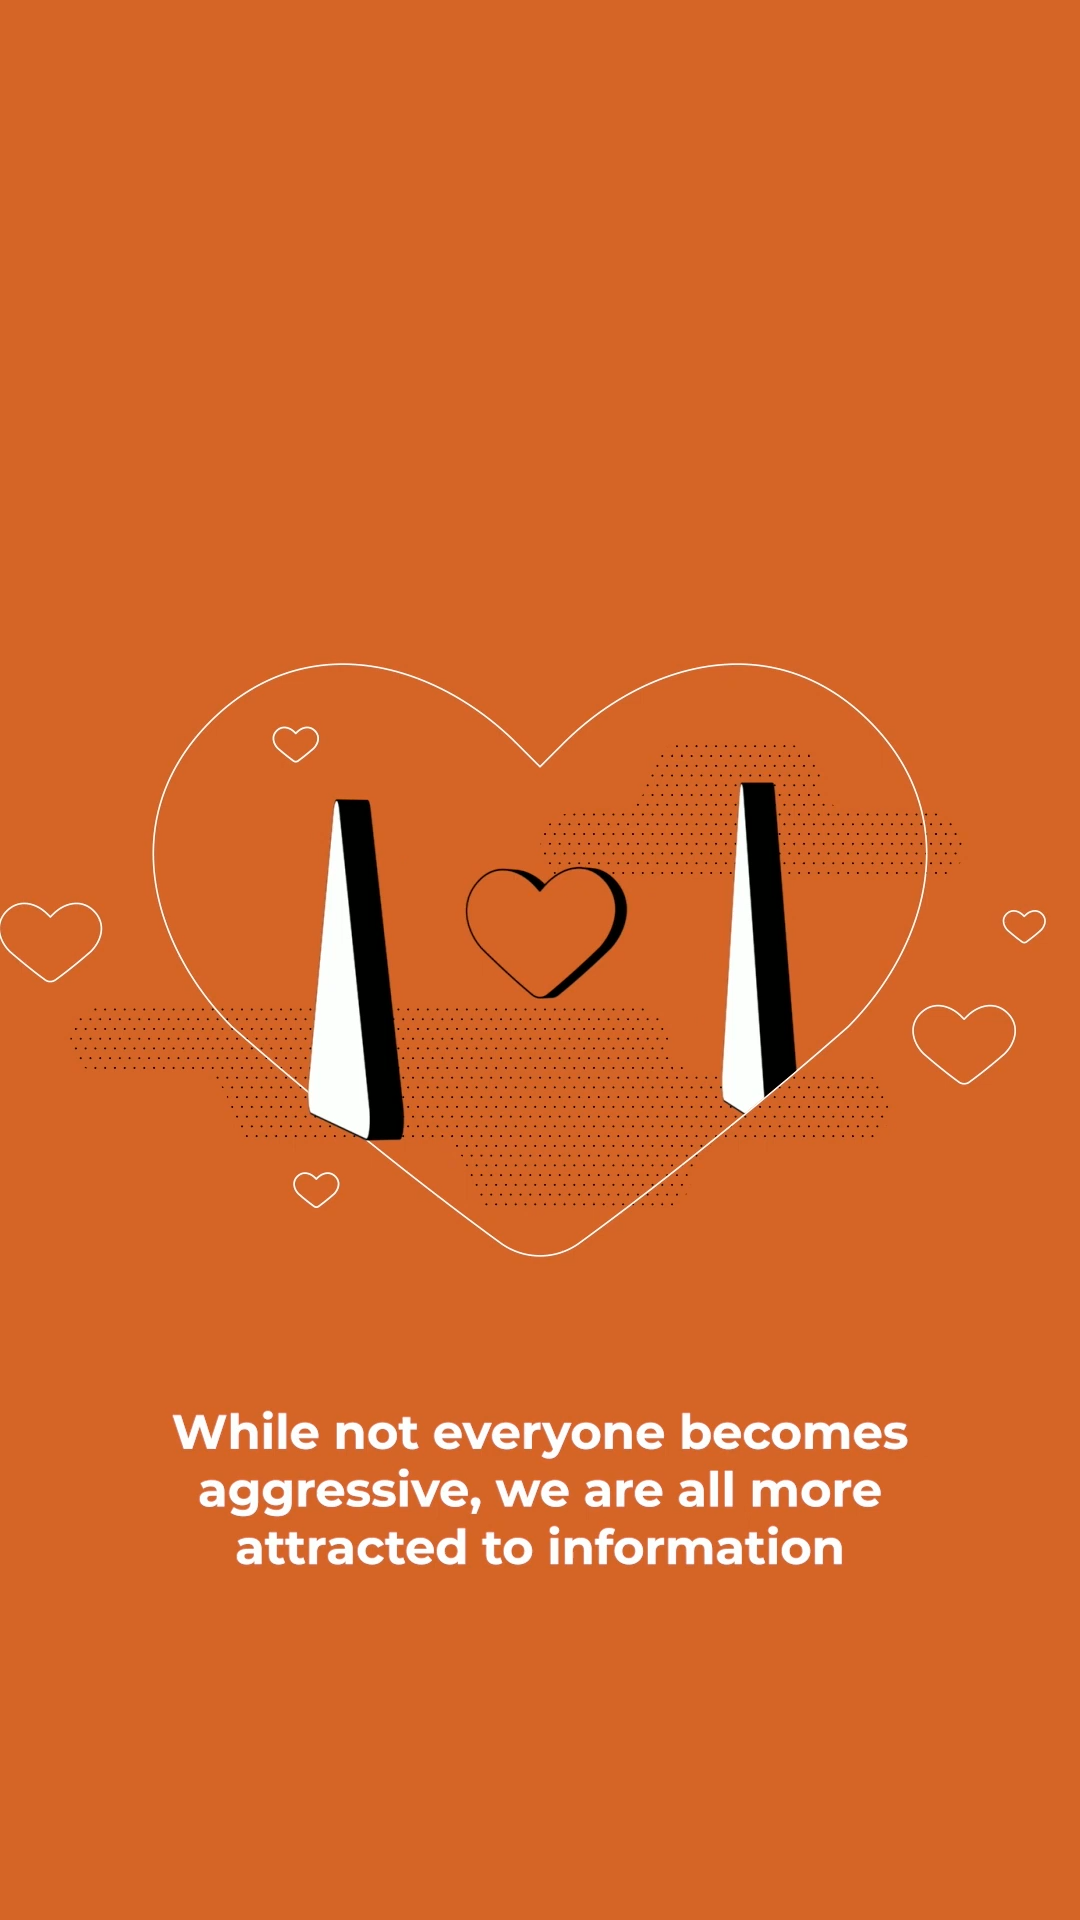 While not everyone becomes
aggressive, we are all more
attracted to information